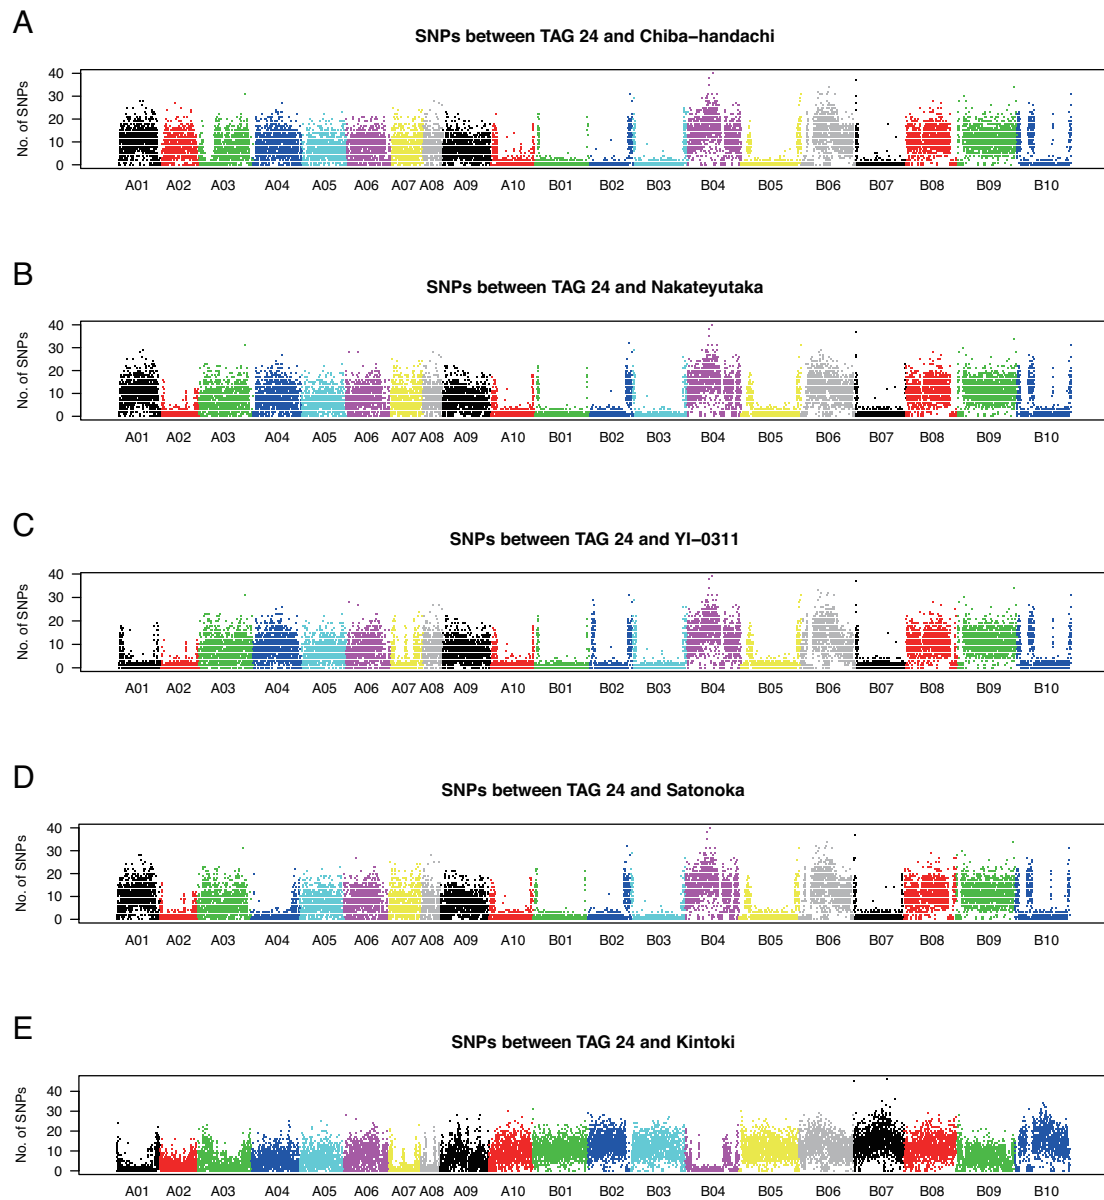 A
SNPs between TAG 24 and Chiba–handachi
No. of SNPs
40
30
20
10
0
A01 A02 A03 A04 A05 A06 A07 A08 A09 A10 B01 B02 B03 B04 B05 B06 B07 B08 B09 B10
B
SNPs between TAG 24 and Nakateyutaka
No. of SNPs
40
30
20
10
0
A01 A02 A03 A04 A05 A06 A07 A08 A09 A10 B01 B02 B03 B04 B05 B06 B07 B08 B09 B10
C
SNPs between TAG 24 and YI–0311
No. of SNPs
40
30
20
10
0
A01 A02 A03 A04 A05 A06 A07 A08 A09 A10 B01 B02 B03 B04 B05 B06 B07 B08 B09 B10
D
SNPs between TAG 24 and Satonoka
No. of SNPs
40
30
20
10
0
A01 A02 A03 A04 A05 A06 A07 A08 A09 A10 B01 B02 B03 B04 B05 B06 B07 B08 B09 B10
E
SNPs between TAG 24 and Kintoki
No. of SNPs
40
30
20
10
0
A01 A02 A03 A04 A05 A06 A07 A08 A09 A10 B01 B02 B03 B04 B05 B06 B07 B08 B09 B10